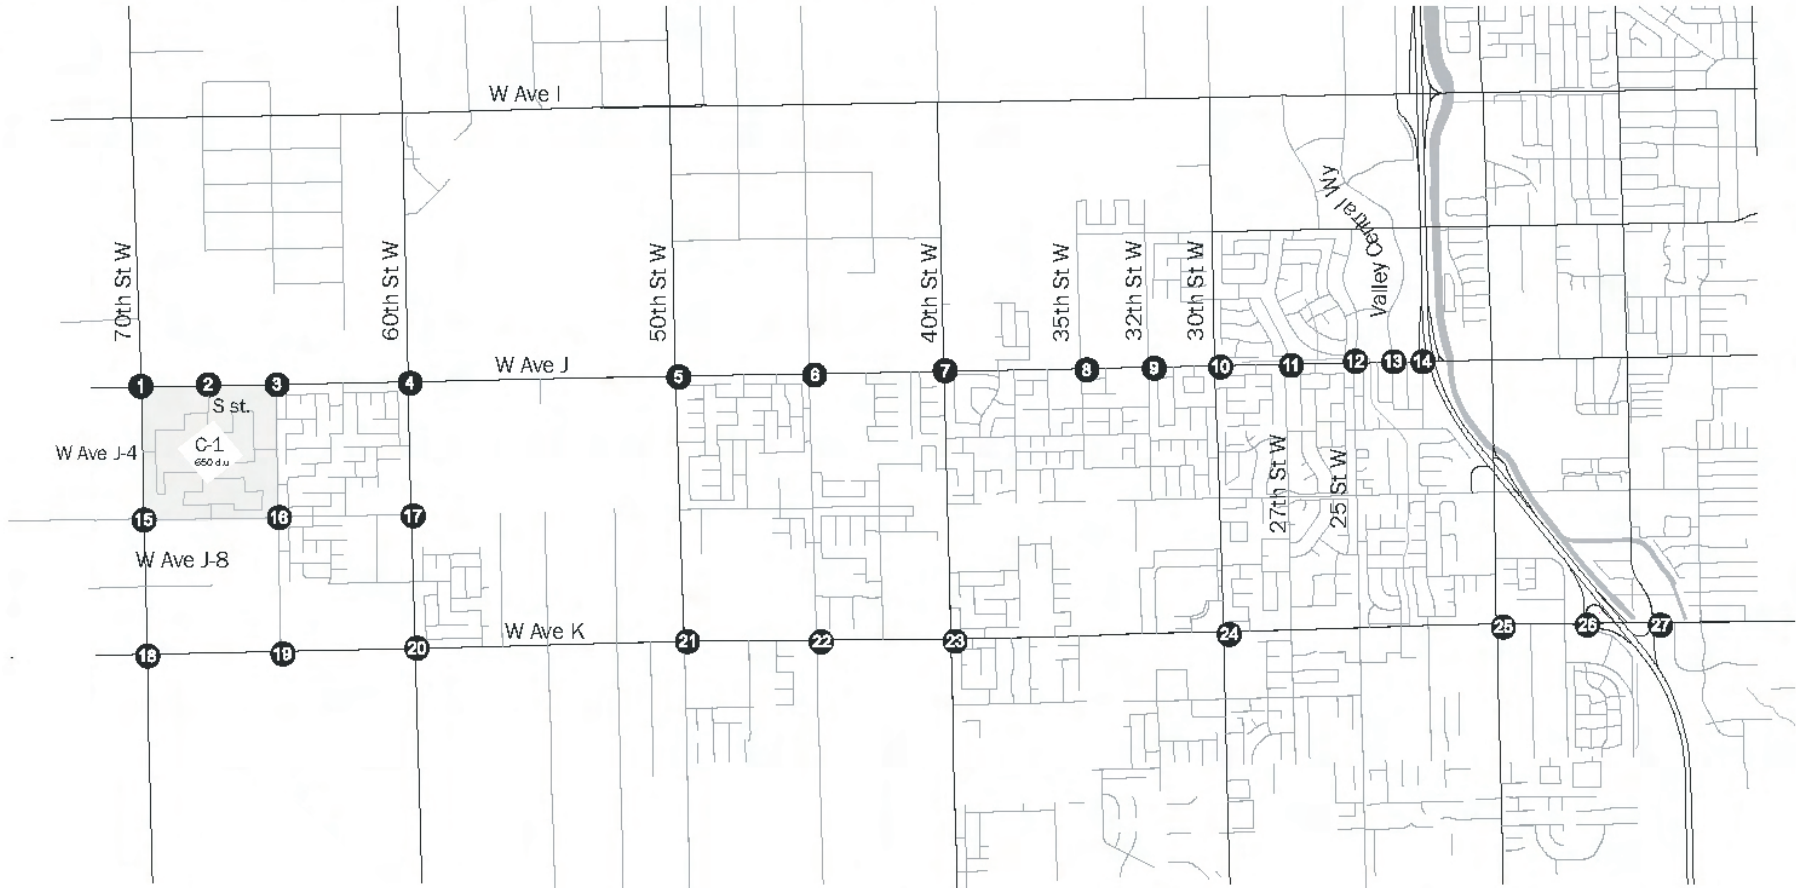 W Ave I
Valley Central Wy
70th St W
60th St W
50th St W
40th St W
35th St W
32th St W
30th St W
W Ave J
1
2
3
4
5
6
7
8
9
10
11
12
13
14
S st.
W Ave J-4
C-1
650 d.u
27th St W
25 St W
15
16
17
W Ave J-8
W Ave K
18
19
20
21
22
23
24
25
26
27